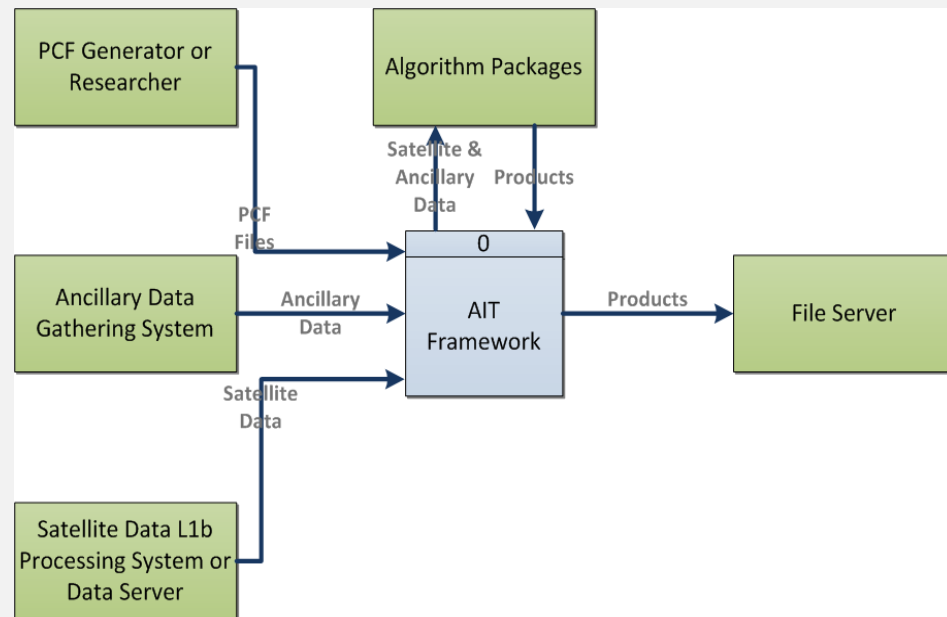 PCF Generator or
Researcher
Algorithm Packages
Satellite &
Ancillary
Data
Products
PCF
Files
0
AIT
Framework
Ancillary Data
Gathering System
Ancillary
Data
Products
File Server
Satellite
Data
Satellite Data L1b
Processing System or
Data Server